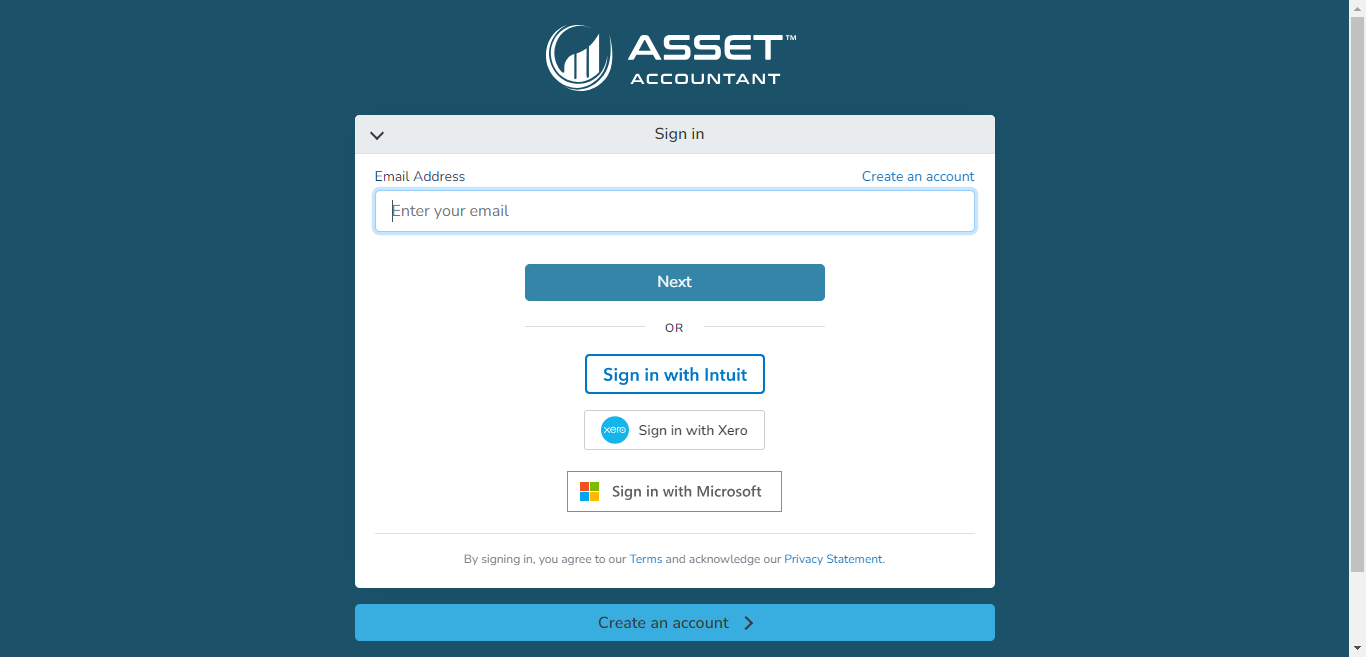 ASSET™
ACCOUNTANT
Sign in
Email Address
Create an account
Enter your email
Next
OR
Sign in with Intuit
xero
Sign in with Xero
Sign in with Microsoft
By signing in, you agree to our Terms and acknowledge our Privacy Statement.
Create an account